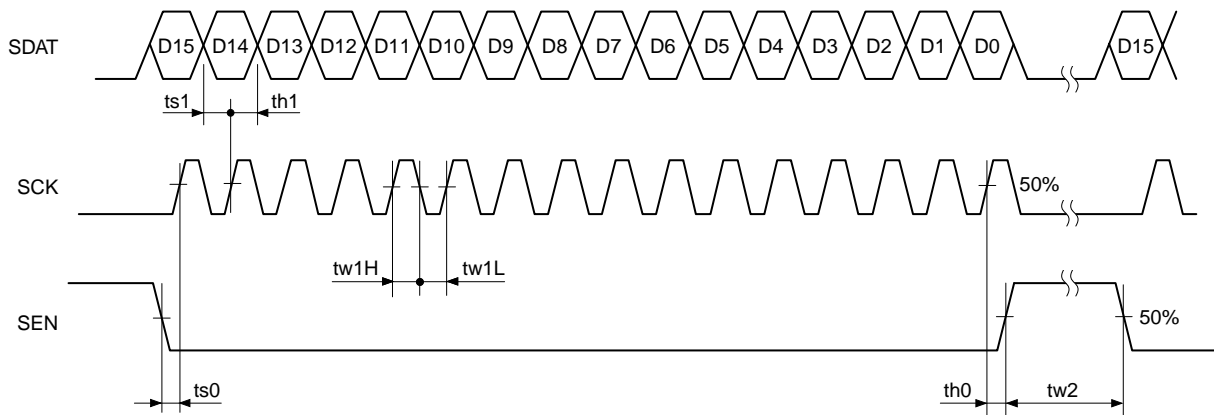 SDAT D15 D14 D13 D12 D11 D10 D9 D8 D7 D6 D5 D4 D3 D2 D1 D0 D15
ts1 th1
SCK 50%
tw1H tw1L
SEN 50%
ts0 th0 tw2